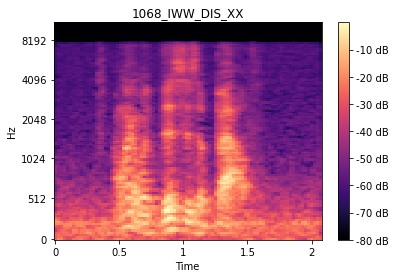 1068_IWW_DIS_XX
8192
4096
2048
1024
512
0
Hz
0
0.5
1
1.5
2
Time
-10 dB
-20 dB
-30 dB
-40 dB
-50 dB
-60 dB
-70 dB
-80 dB